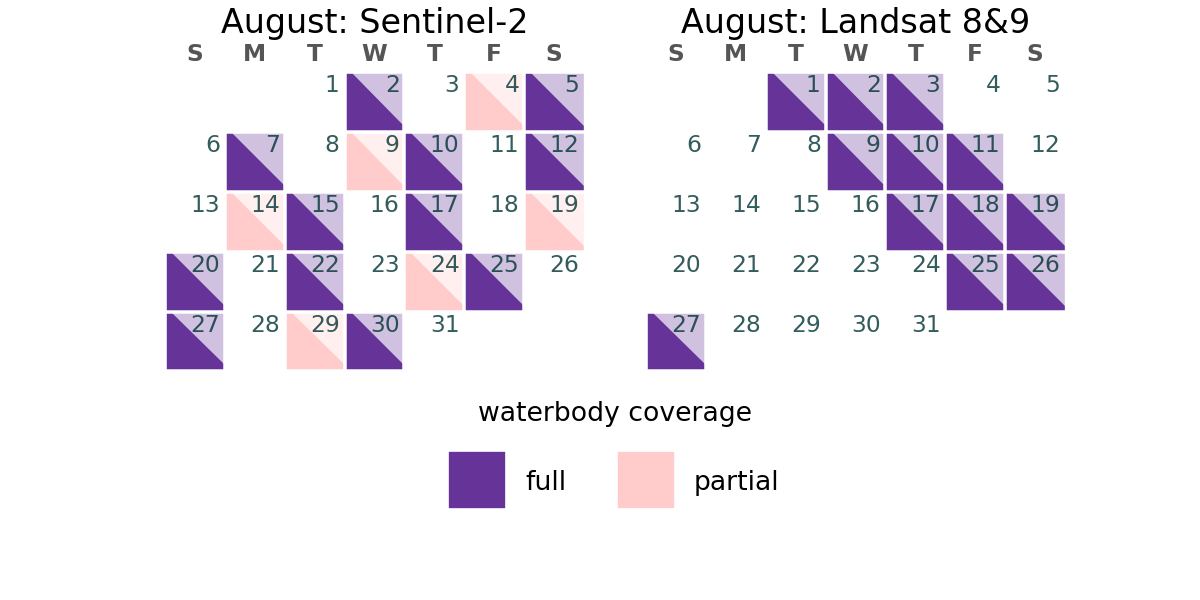 August: Sentinel-2
S M T W T F S
1 2 3 4 5
6 7 8 9 10 11 12
13 14 15 16 17 18 19
20 21 22 23 24 25 26
27 28 29 30 31
August: Landsat 8&9
S M T W T F S
1 2 3 4 5
6 7 8 9 10 11 12
13 14 15 16 17 18 19
20 21 22 23 24 25 26
27 28 29 30 31
waterbody coverage
full
partial